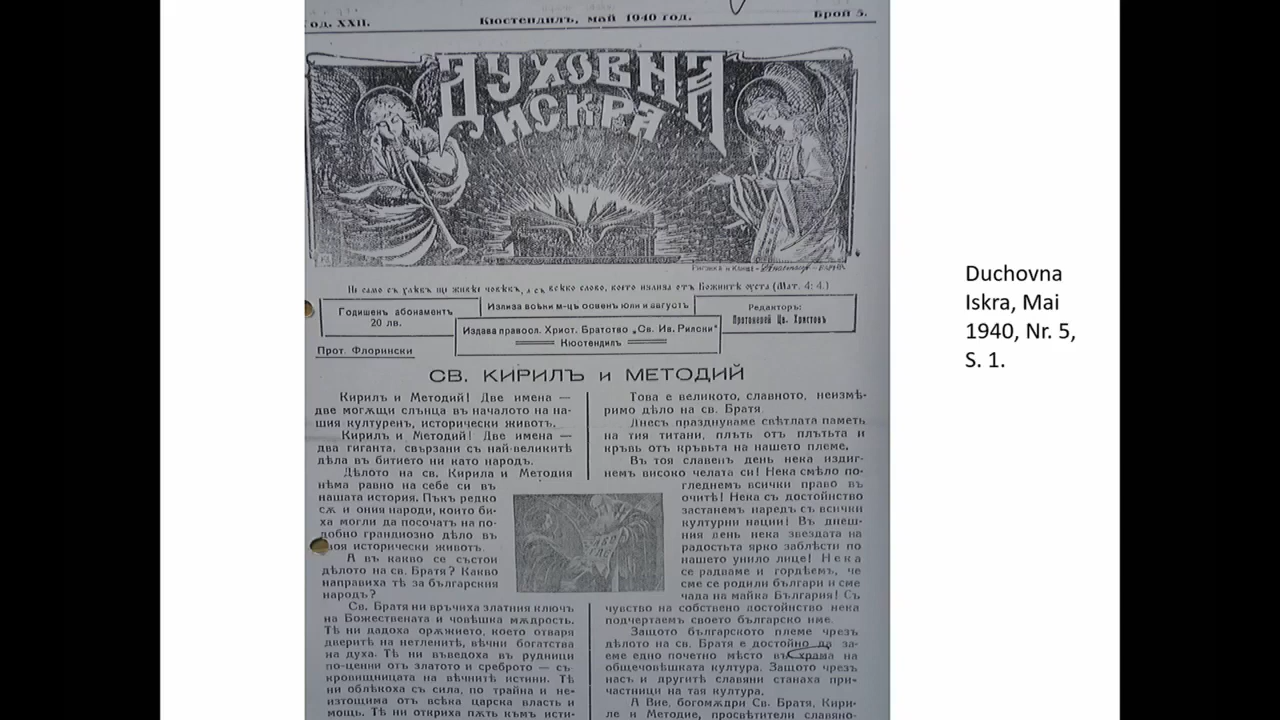 Год. XXII.
Кюстендилъ, май 1940 год.
Брой 5.
ДУХОВНА
ИСКРА
Не само съ хлѣбъ ще живѣе човѣкъ, а съ всѣко слово, което излиза отъ Божиитѣ уста (Мат. 4: 4.)
Годишенъ абонаментъ
20 лв.
Излиза всѣки м-цъ освенъ юли и августъ
Издава правосл. Христ. Братство „Св. Ив. Рилски"
Кюстендилъ
Редакторъ:
Протоиерей Цв. Христовъ
Прот. Флорински
СВ. КИРИЛЪ и МЕТОДИЙ
Кирилъ и Методий! Две имена —
две могѫщи слънца въ началото на на-
шия културенъ, исторически животъ.
Кирилъ и Методий! Две имена —
два гиганта, свързани съ най-великитѣ
дѣла въ битието ни като народъ.
Дѣлото на св. Кирила и Методия
нѣма равно на себе си въ
нашата история. Пъкъ редко
сѫ и ония народи, които би-
ха могли да посочатъ на по-
добно грандиозно дѣло въ
своя исторически животъ.
А въ какво се състои
дѣлото на св. Братя? Какво
направиха тѣ за българския
народъ?
Св. Братя ни връчиха златния ключъ
на Божествената и човѣшка мѫдрость.
Тѣ ни дадоха орѫжието, което отваря
дверитѣ на нетленитѣ, вѣчни богатства
на духа. Тѣ ни въведоха въ рудници
по-ценни отъ златото и среброто — съ-
кровищницата на вѣчнитѣ истини. Тѣ
ни облѣкоха съ сила, по трайна и не-
изтощима отъ всѣка царска власть и
мощь. Тѣ ни откриха пѫть къмъ исти-
Това е великото, славното, неизмѣ-
римо дѣло на св. Братя.
Днесъ празднуваме свѣтлата паметь
на тия титани, плъть отъ плътьта и
кръвь отъ кръвьта на нашето племе.
Въ тоя славенъ день нека издиг-
немъ високо челата си! Нека смѣло по-
гледнемъ всички право въ
очитѣ! Нека съ достойнство
застанемъ наредъ съ всички
културни нации! Въ днеш-
ния день нека звездата на
радостьта ярко заблѣсти по
нашето унило лице! Нека
се радваме и гордѣемъ, че
сме се родили българи и сме
чада на майка България! Съ
чувство на собствено достойнство нека
подчертаемъ своето българско име.
Защото българското племе чрезъ
дѣлото на св. Братя е достойно да за-
еме едно почетно мѣсто въ храма на
общечовѣшката култура. Защото чрезъ
насъ и другитѣ славяни станаха при-
частници на тая култура.
А Вие, богомѫдри Св. Братя, Кири-
ле и Методие, просвѣтители славяно-
Duchovna
Iskra, Mai
1940, Nr. 5,
S. 1.